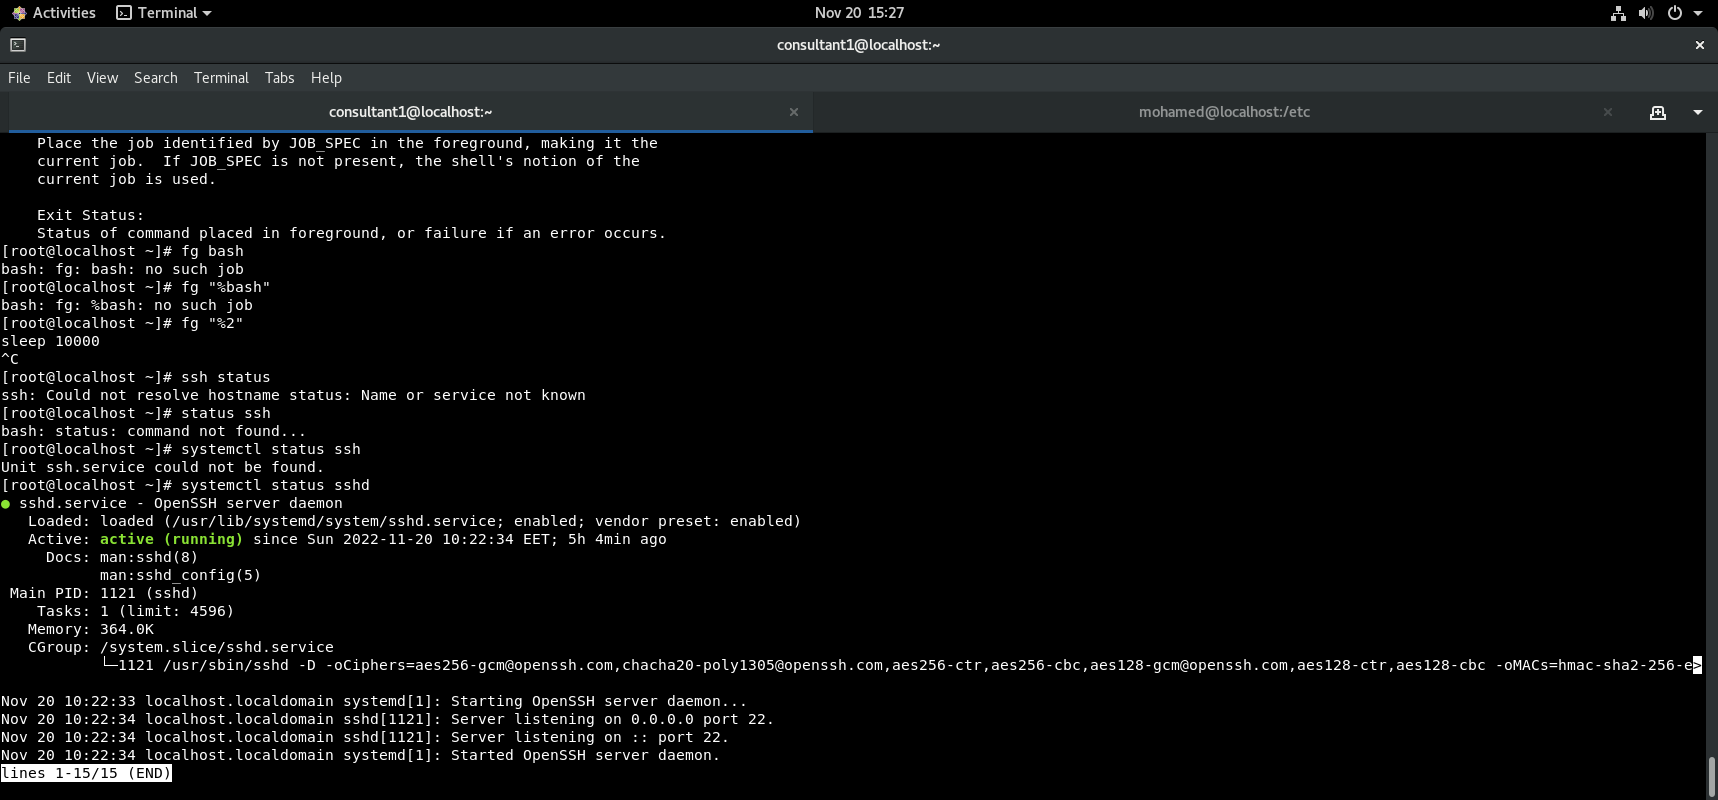 Activities Terminal Nov 20 15:27
consultant1@localhost:~
File Edit View Search Terminal Tabs Help
consultant1@localhost:~ mohamed@localhost:/etc
    Place the job identified by JOB_SPEC in the foreground, making it the
    current job.  If JOB_SPEC is not present, the shell's notion of the
    current job is used.

    Exit Status:
    Status of command placed in foreground, or failure if an error occurs.
[root@localhost ~]# fg bash
bash: fg: bash: no such job
[root@localhost ~]# fg "%bash"
bash: fg: %bash: no such job
[root@localhost ~]# fg "%2"
sleep 10000
^C
[root@localhost ~]# ssh status
ssh: Could not resolve hostname status: Name or service not known
[root@localhost ~]# status ssh
bash: status: command not found...
[root@localhost ~]# systemctl status ssh
Unit ssh.service could not be found.
[root@localhost ~]# systemctl status sshd
● sshd.service - OpenSSH server daemon
   Loaded: loaded (/usr/lib/systemd/system/sshd.service; enabled; vendor preset: enabled)
   Active: active (running) since Sun 2022-11-20 10:22:34 EET; 5h 4min ago
     Docs: man:sshd(8)
           man:sshd_config(5)
 Main PID: 1121 (sshd)
    Tasks: 1 (limit: 4596)
   Memory: 364.0K
   CGroup: /system.slice/sshd.service
           └─1121 /usr/sbin/sshd -D -oCiphers=aes256-gcm@openssh.com,chacha20-poly1305@openssh.com,aes256-ctr,aes256-cbc,aes128-gcm@openssh.com,aes128-ctr,aes128-cbc -oMACs=hmac-sha2-256-e>

Nov 20 10:22:33 localhost.localdomain systemd[1]: Starting OpenSSH server daemon...
Nov 20 10:22:34 localhost.localdomain sshd[1121]: Server listening on 0.0.0.0 port 22.
Nov 20 10:22:34 localhost.localdomain sshd[1121]: Server listening on :: port 22.
Nov 20 10:22:34 localhost.localdomain systemd[1]: Started OpenSSH server daemon.
lines 1-15/15 (END)